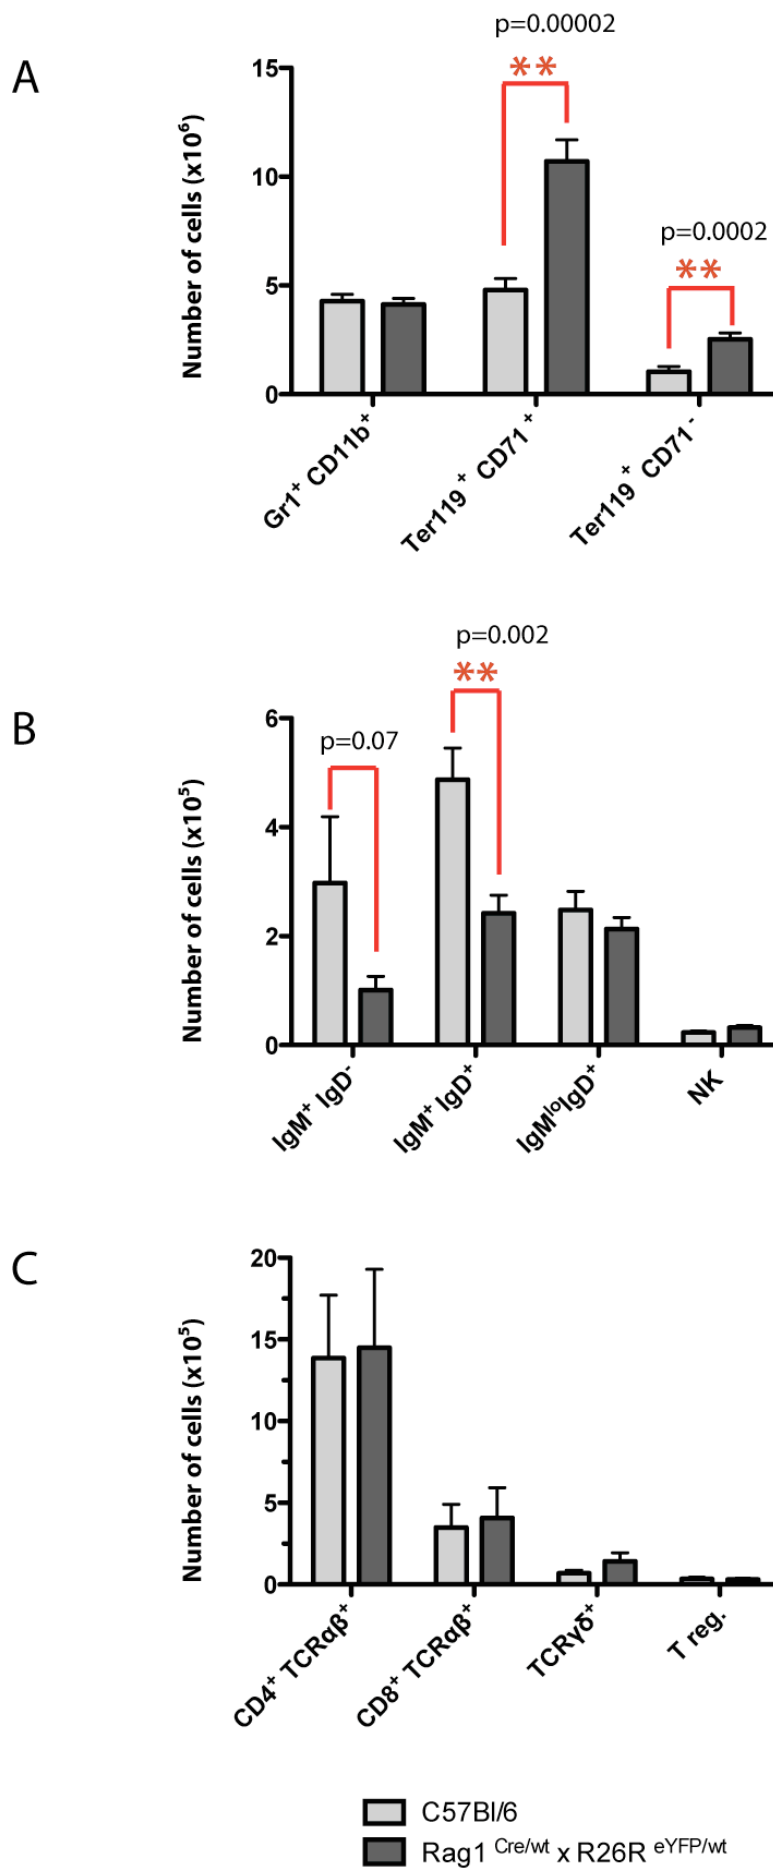 A
p=0.00002
**
p=0.0002
**
Number of cells (x10⁶)
15
10
5
0
Gr1⁺ CD11b⁺
Ter119⁺ CD71⁺
Ter119⁺ CD71⁻
B
p=0.002
**
p=0.07
Number of cells (x10⁵)
6
4
2
0
IgM⁺ IgD⁻
IgM⁺ IgD⁺
IgMˡᵒIgD⁺
NK
C
Number of cells (x10⁵)
20
15
10
5
0
CD4⁺ TCRαβ⁺
CD8⁺ TCRαβ⁺
TCRγδ⁺
T reg.
C57Bl/6
Rag1 Cre/wt x R26R eYFP/wt